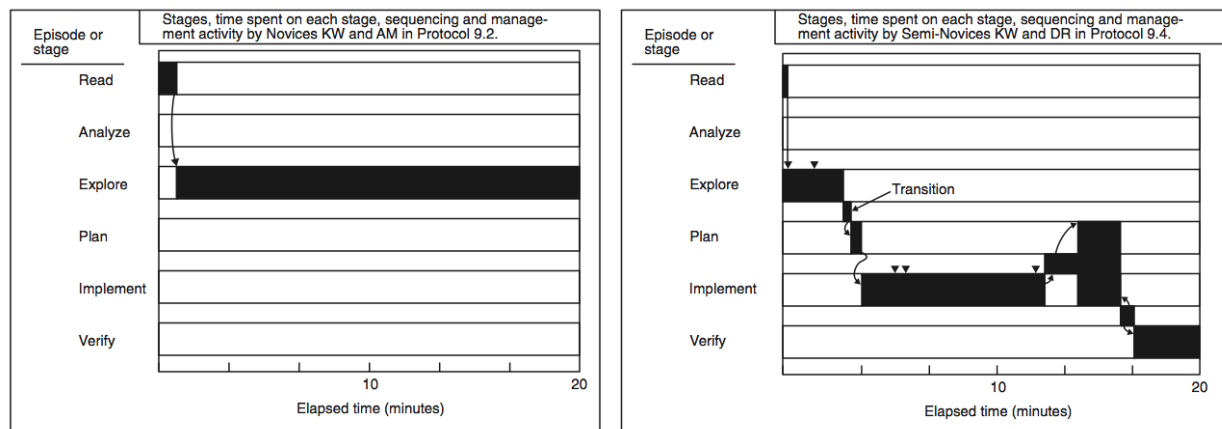 Episode or
stage
Stages, time spent on each stage, sequencing and manage-
ment activity by Novices KW and AM in Protocol 9.2.
Read
Analyze
Explore
Plan
Implement
Verify
10
20
Elapsed time (minutes)
Episode or
stage
Stages, time spent on each stage, sequencing and manage-
ment activity by Semi-Novices KW and DR in Protocol 9.4.
Read
Analyze
Explore
Transition
Plan
Implement
Verify
10
20
Elapsed time (minutes)